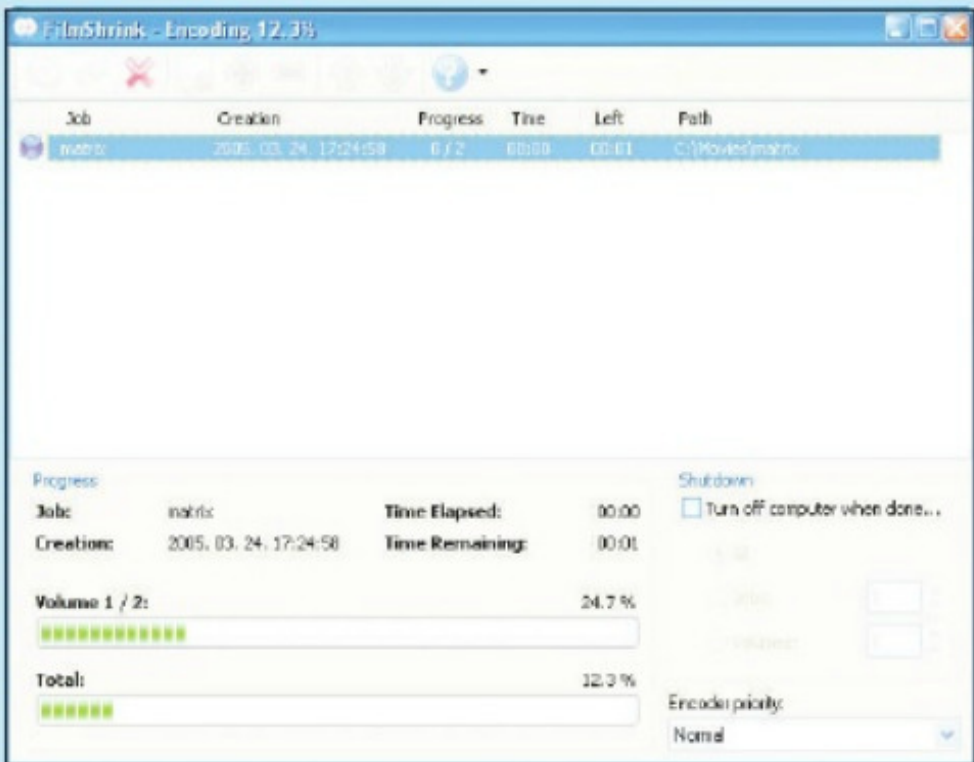 FilmShrink - Encoding 12.3%
Job Creation Progress Time Left Path
matrix 2005. 03. 24. 17:24:58 0 / 2 00:00 00:01 C:\Movies\matrix
Progress
Shutdown
Job: matrix Time Elapsed: 00:00
Turn off computer when done...
Creation: 2005. 03. 24. 17:24:58 Time Remaining: 00:01
Volume 1 / 2: 24.7 %
Total: 12.3 %
Encoder priority:
Normal